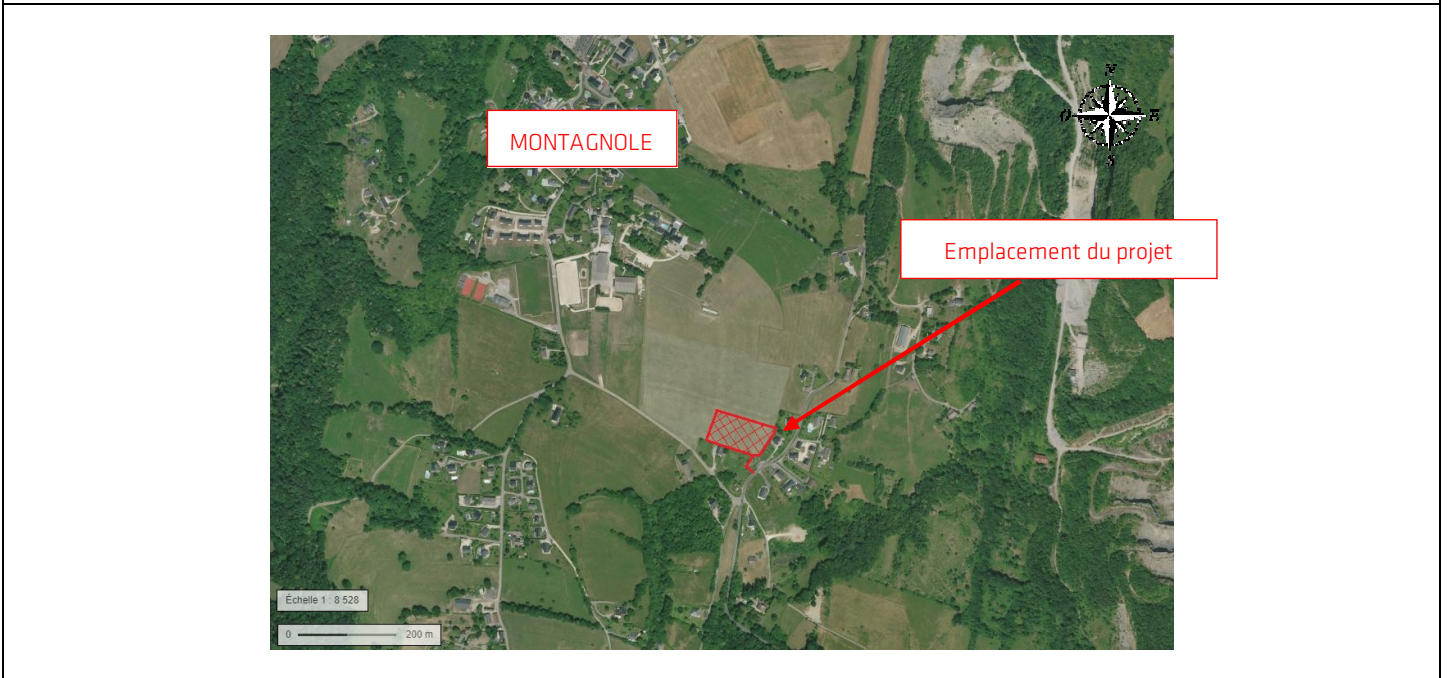 N
MONTAGNOLE
O
E
S
Emplacement du projet
Échelle 1 : 8 528
0 200 m